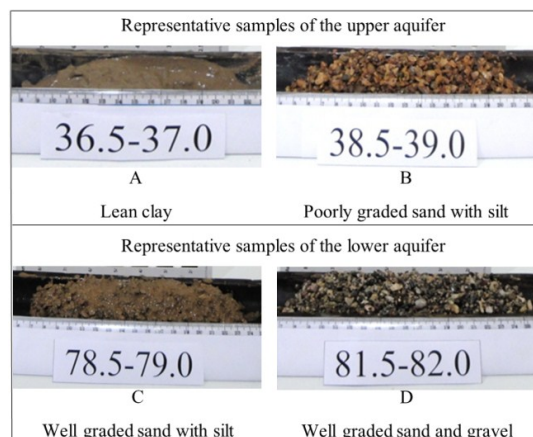 Representative samples of the upper aquifer
36.5-37.0
38.5-39.0
A
B
Lean clay
Poorly graded sand with silt
Representative samples of the lower aquifer
78.5-79.0
81.5-82.0
C
D
Well graded sand with silt
Well graded sand and gravel